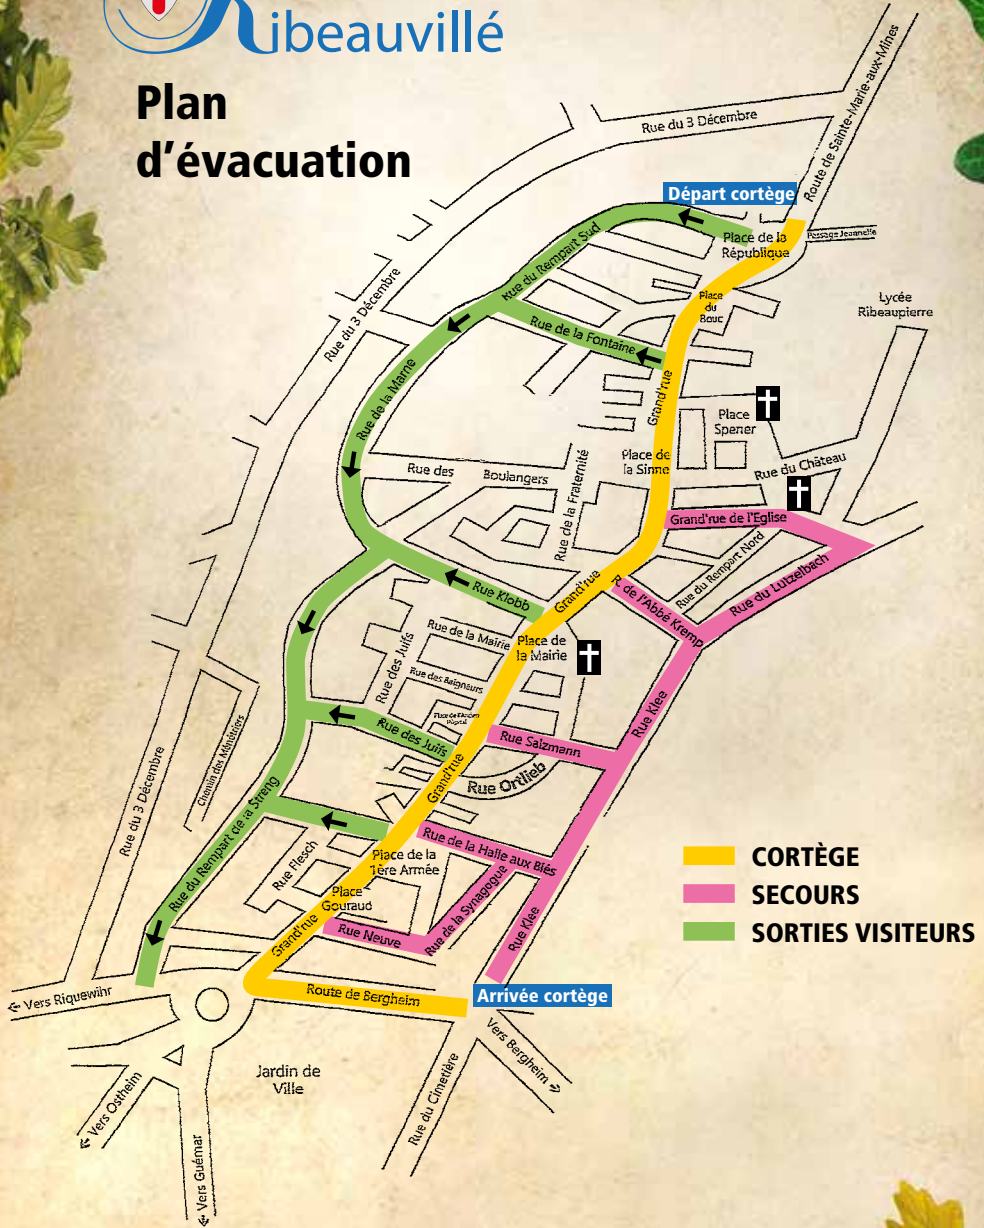 Ribeauvillé
Plan
d'évacuation
Rue du 3 Décembre
Route de Sainte-Marie-aux-Mines
Départ cortège
Place de la
République
Passage Jeannelle
Rue du Rempart Sud
Place
du
Bouc
Lycée
Ribeaupierre
Rue du 3 Décembre
Rue de la Fontaine
Rue de la Marne
Grand'rue
Place
Spener
Place de
la Sinne
Rue du Château
Rue des Boulangers
Rue de la Fraternité
Grand'rue de l'Eglise
Rue du Rempart Nord
Rue du Lutzelbach
Rue Klobb
Grand'rue
R. de l'Abbé Kremp
Rue de la Mairie
Place de
la Mairie
Rue des Juifs
Rue des Baigneurs
Rue Klee
Rue des Juifs
Rue Salzmann
Chemin des Ménétriers
Grand'rue
Rue Ortlieb
Rue du 3 Décembre
Rue du Rempart de la Streng
Rue de la Halle aux Blés
Rue Flesch
Place de la
1ère Armée
Place
Gouraud
Rue de la Synagogue
Rue Klee
Grand'rue
Rue Neuve
CORTÈGE
SECOURS
SORTIES VISITEURS
Vers Riquewihr
Route de Bergheim
Arrivée cortège
Vers Bergheim
Jardin de
Ville
Rue du Cimetière
Vers Ostheim
Vers Guémar